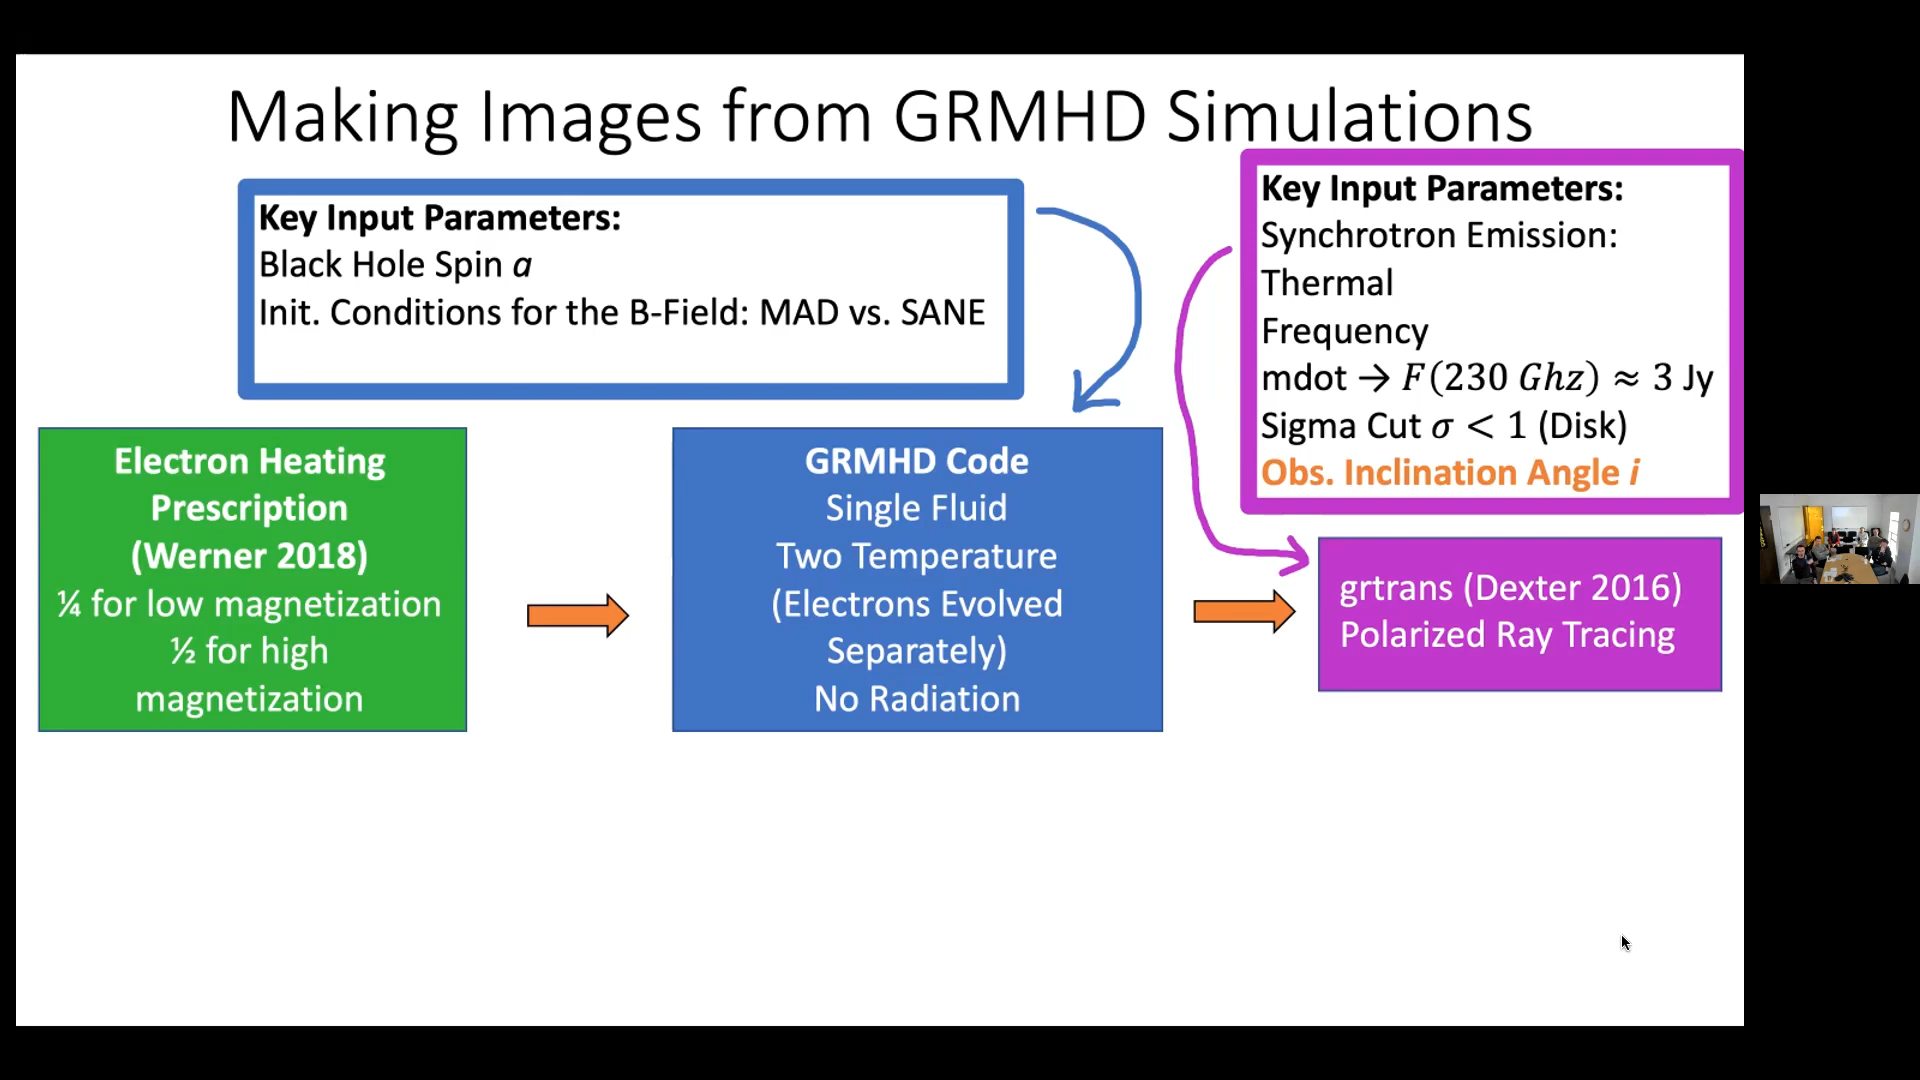 Making Images from GRMHD Simulations
Key Input Parameters:
Black Hole Spin a
Init. Conditions for the B-Field: MAD vs. SANE
Key Input Parameters:
Synchrotron Emission:
Thermal
Frequency
mdot → F(230 Ghz) ≈ 3 Jy
Sigma Cut σ < 1 (Disk)
Obs. Inclination Angle i
Electron Heating
Prescription
(Werner 2018)
¼ for low magnetization
½ for high
magnetization
GRMHD Code
Single Fluid
Two Temperature
(Electrons Evolved
Separately)
No Radiation
grtrans (Dexter 2016)
Polarized Ray Tracing